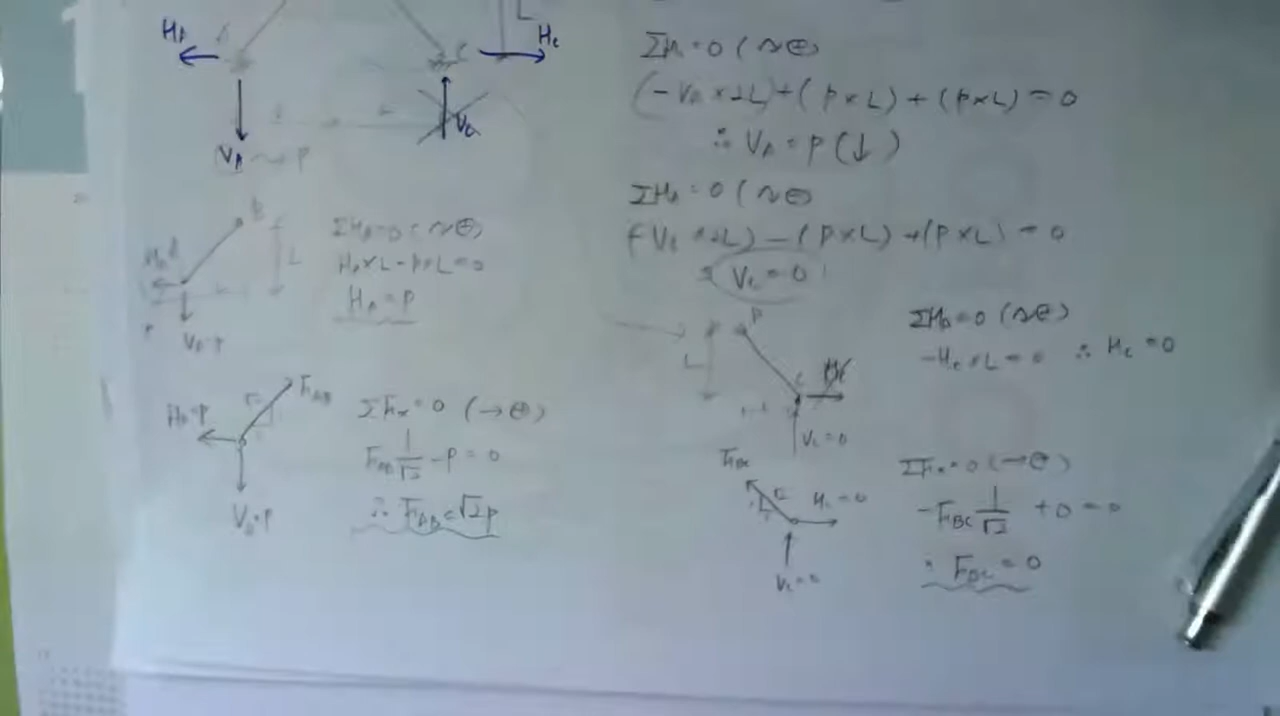 L
H_A
H_C
C
V_A → P
V_C
ΣM_C = 0 (↷⊕)
(-V_A × 2L) + (P × L) + (P × L) = 0
∴ V_A = P (↓)
ΣM_A = 0 (↷⊕)
-(V_C × 2L) - (P × L) + (P × L) = 0
V_C = 0
B
L
ΣM_B = 0 (↷⊕)
H_A × L - P × L = 0
H_A = P
V_A = P
ΣM_B = 0 (↷⊕)
-H_C × L = 0 ∴ H_C = 0
L
C
V_C = 0
F_AB
H_A = P
V_A = P
ΣF_x = 0 (→⊕)
F_AB 1/√2 - P = 0
∴ F_AB = √2P
F_BC
H_C = 0
V_C = 0
ΣF_x = 0 (→⊕)
-F_BC 1/√2 + 0 = 0
∴ F_BC = 0